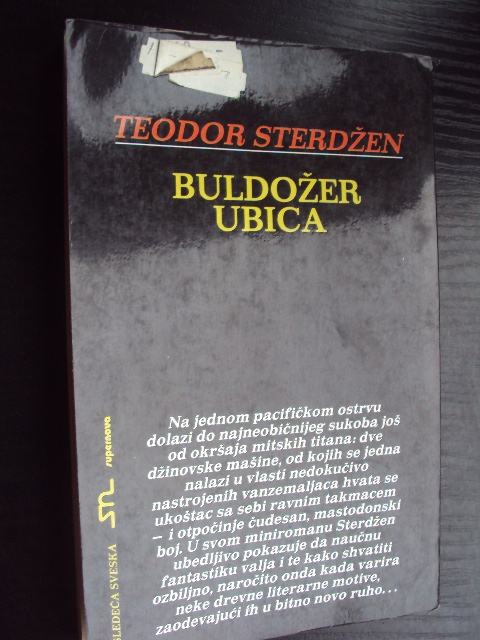 TEODOR STERDŽEN
BULDOŽER
UBICA
Na jednom pacifičkom ostrvu
dolazi do najneobičnijeg sukoba još
od okršaja mitskih titana: dve
džinovske mašine, od kojih se jedna
nalazi u vlasti nedokučivo
nastrojenih vanzemaljaca hvata se
ukoštac sa sebi ravnim takmacem
— i otpočinje čudesan, mastodonski
boj. U svom miniromanu Sterdžen
ubedljivo pokazuje da naučnu
fantastiku valja i te kako shvatiti
ozbiljno, naročito onda kada varira
neke drevne literarne motive,
zaodevajući ih u bitno novo ruho...
SLEDEĆA SVESKA
supernova